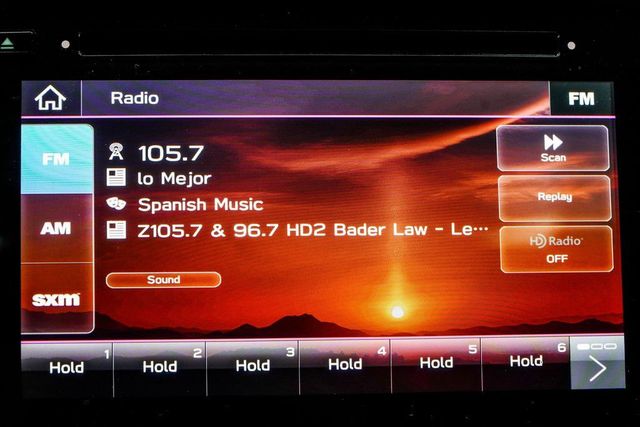 Radio
FM
FM
AM
sxm
105.7
lo Mejor
Spanish Music
Z105.7 & 96.7 HD2 Bader Law - Le...
Sound
Scan
Replay
HD Radio
OFF
1
Hold
2
Hold
3
Hold
4
Hold
5
Hold
6
Hold